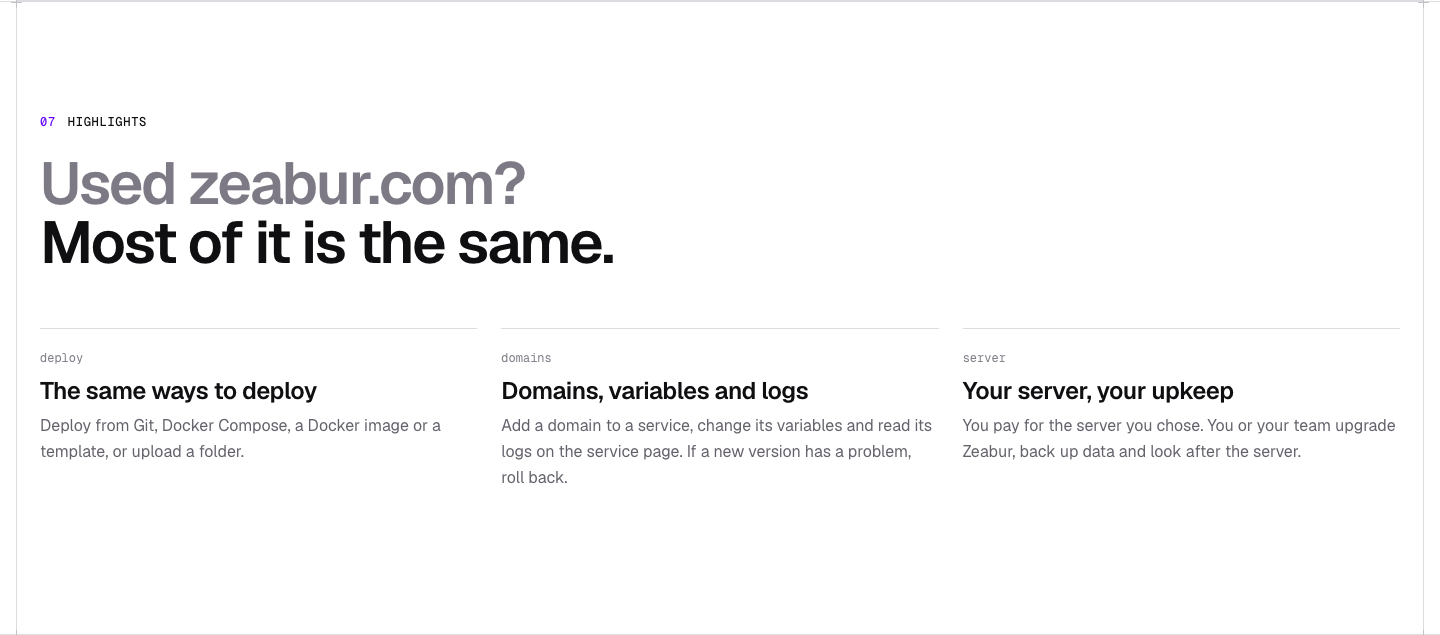 07 HIGHLIGHTS
Used zeabur.com?
Most of it is the same.
deploy
The same ways to deploy
Deploy from Git, Docker Compose, a Docker image or a
template, or upload a folder.
domains
Domains, variables and logs
Add a domain to a service, change its variables and read its
logs on the service page. If a new version has a problem,
roll back.
server
Your server, your upkeep
You pay for the server you chose. You or your team upgrade
Zeabur, back up data and look after the server.